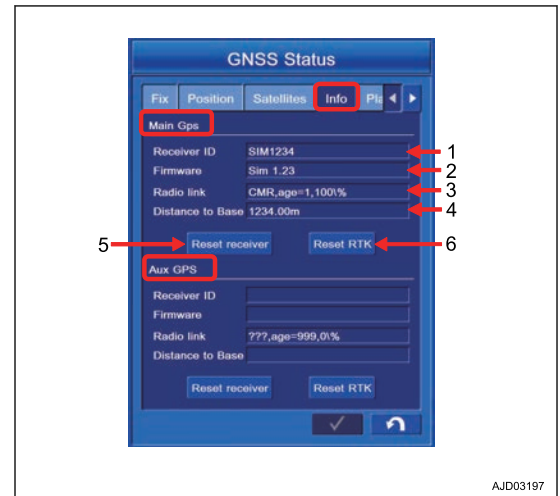 GNSS Status
Fix Position Satellites Info
Main Gps
Receiver ID SIM1234 1
Firmware Sim 1.23 2
Radio link CMR,age=1,100\% 3
Distance to Base 1234.00m 4
5 Reset receiver Reset RTK 6
Aux GPS
Receiver ID
Firmware
Radio link ???,age=999,0\%
Distance to Base
Reset receiver Reset RTK
AJD03197